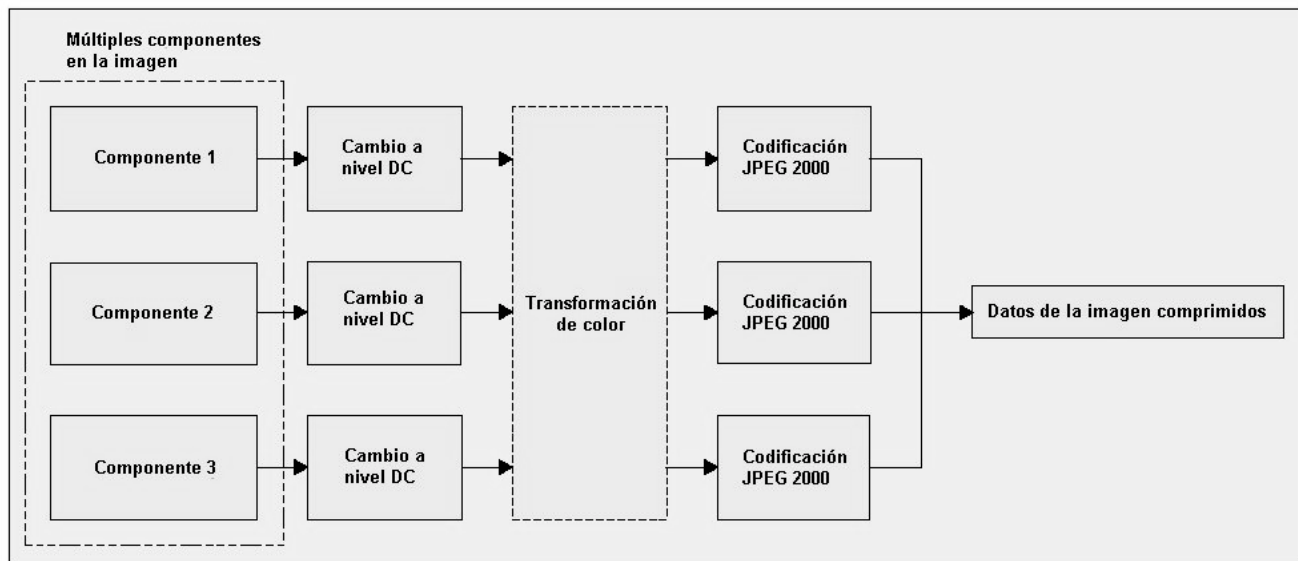 Múltiples componentes
en la imagen
Componente 1
Cambio a
nivel DC
Codificación
JPEG 2000
Componente 2
Cambio a
nivel DC
Transformación
de color
Codificación
JPEG 2000
Datos de la imagen comprimidos
Componente 3
Cambio a
nivel DC
Codificación
JPEG 2000